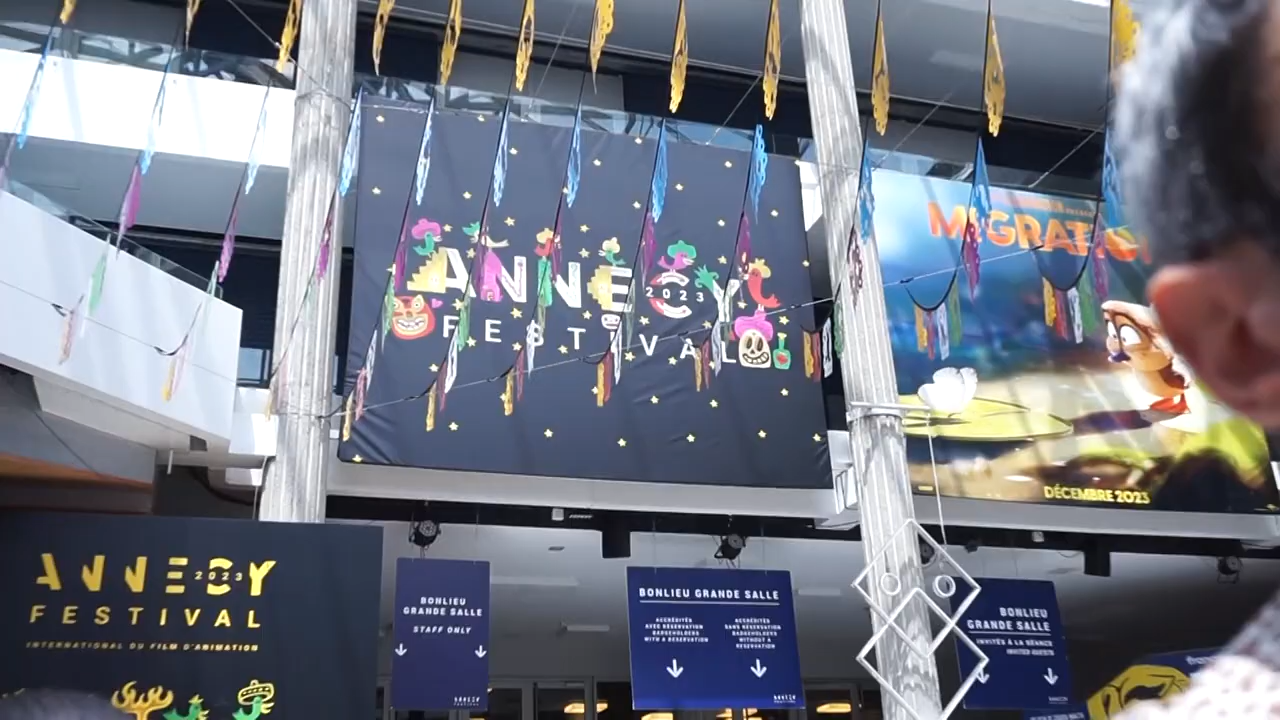 ANNECY
2023
FESTIVAL
MIGRATION
DÉCEMBRE 2023
ANNECY
2023
FESTIVAL
INTERNATIONAL DU FILM D'ANIMATION
BONLIEU
GRANDE SALLE
STAFF ONLY
BONLIEU GRANDE SALLE
ACCRÉDITÉS
AVEC RÉSERVATION
BADGEHOLDERS
WITH A RESERVATION
ACCRÉDITÉS
SANS RÉSERVATION
BADGEHOLDERS
WITHOUT A
RESERVATION
ANNECY
FESTIVAL
BONLIEU
GRANDE SALLE
INVITÉS À LA SÉANCE
INVITED GUESTS